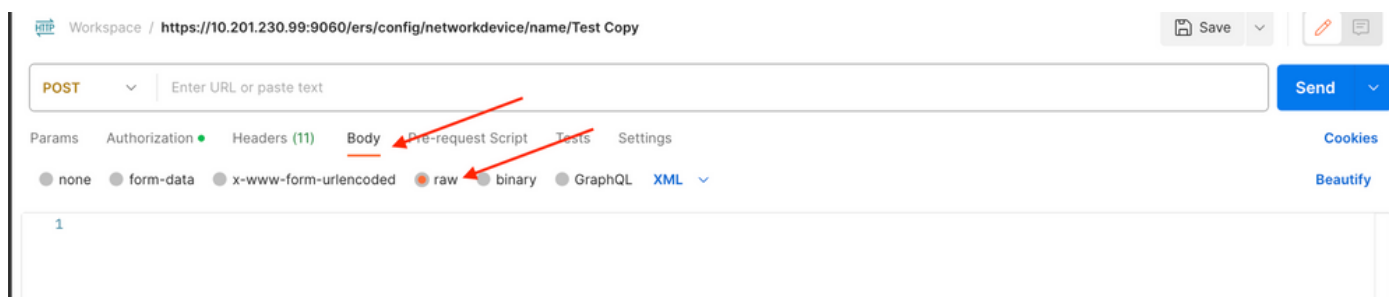 HTTP Workspace / https://10.201.230.99:9060/ers/config/networkdevice/name/Test Copy Save
POST Enter URL or paste text Send
Params Authorization Headers (11) Body Pre-request Script Tests Settings Cookies
none form-data x-www-form-urlencoded raw binary GraphQL XML Beautify
1